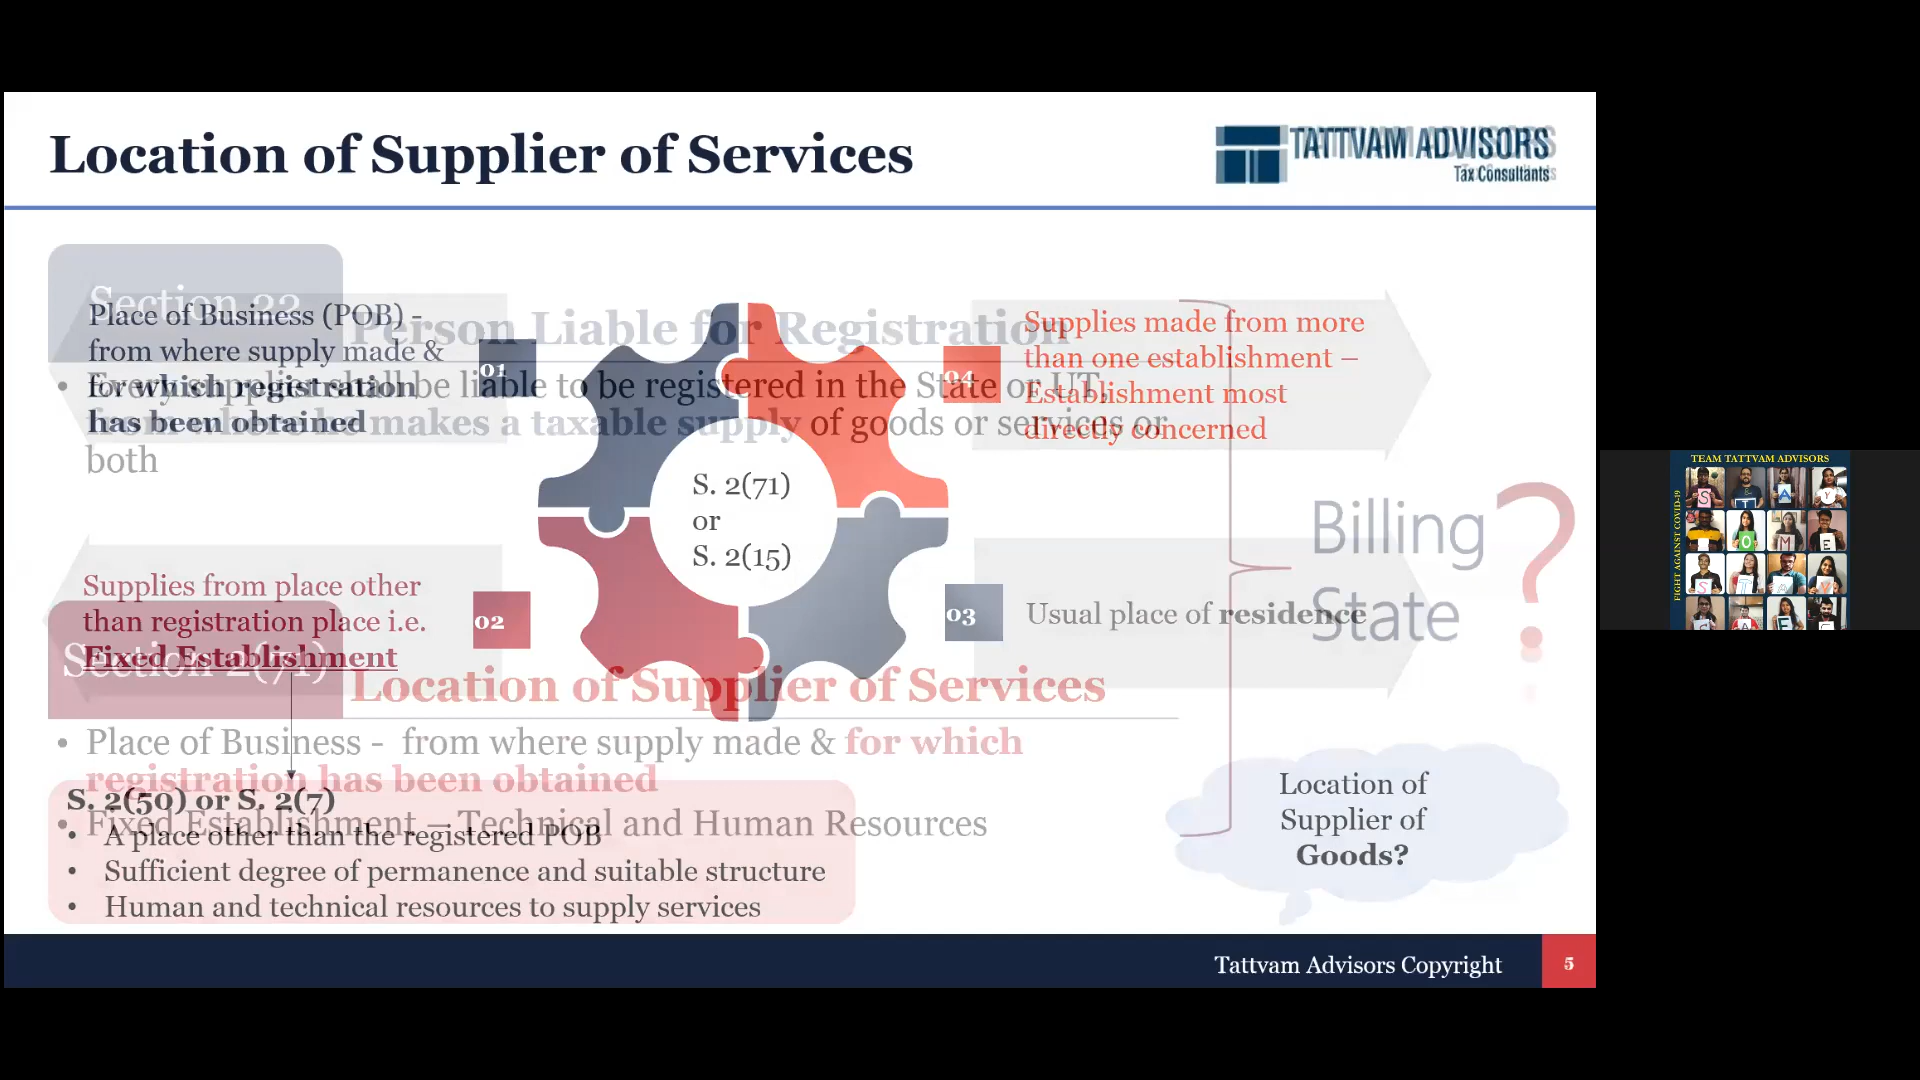 Location of Supplier of Services
TATTVAM ADVISORS
Tax Consultants
Section 22
Person Liable for Registration
• Every supplier shall be liable to be registered in the State or UT,
from where he makes a taxable supply of goods or services or
both
Place of Business (POB) -
from where supply made &
for which registration
has been obtained
01
04
Supplies made from more
than one establishment –
Establishment most
directly concerned
S. 2(71)
or
S. 2(15)
Billing
State
?
Supplies from place other
than registration place i.e.
Fixed Establishment
02
03
Usual place of residence
Section 2(71)
Location of Supplier of Services
• Place of Business - from where supply made & for which
registration has been obtained
• Fixed Establishment – Technical and Human Resources
S. 2(50) or S. 2(7)
• A place other than the registered POB
• Sufficient degree of permanence and suitable structure
• Human and technical resources to supply services
Location of
Supplier of
Goods?
Tattvam Advisors Copyright
5
TEAM TATTVAM ADVISORS
FIGHT AGAINST COVID-19
S T A Y
O M E
S T A Y
S A F E